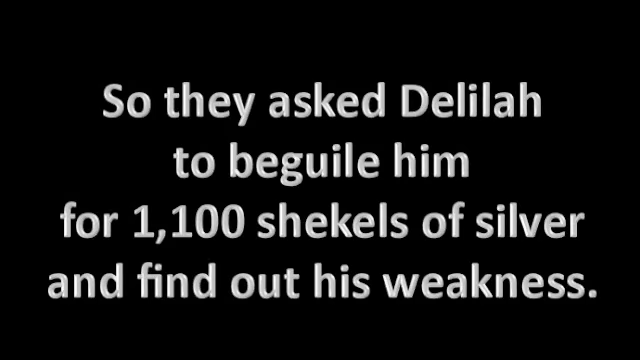 So they asked Delilah
to beguile him
for 1,100 shekels of silver
and find out his weakness.